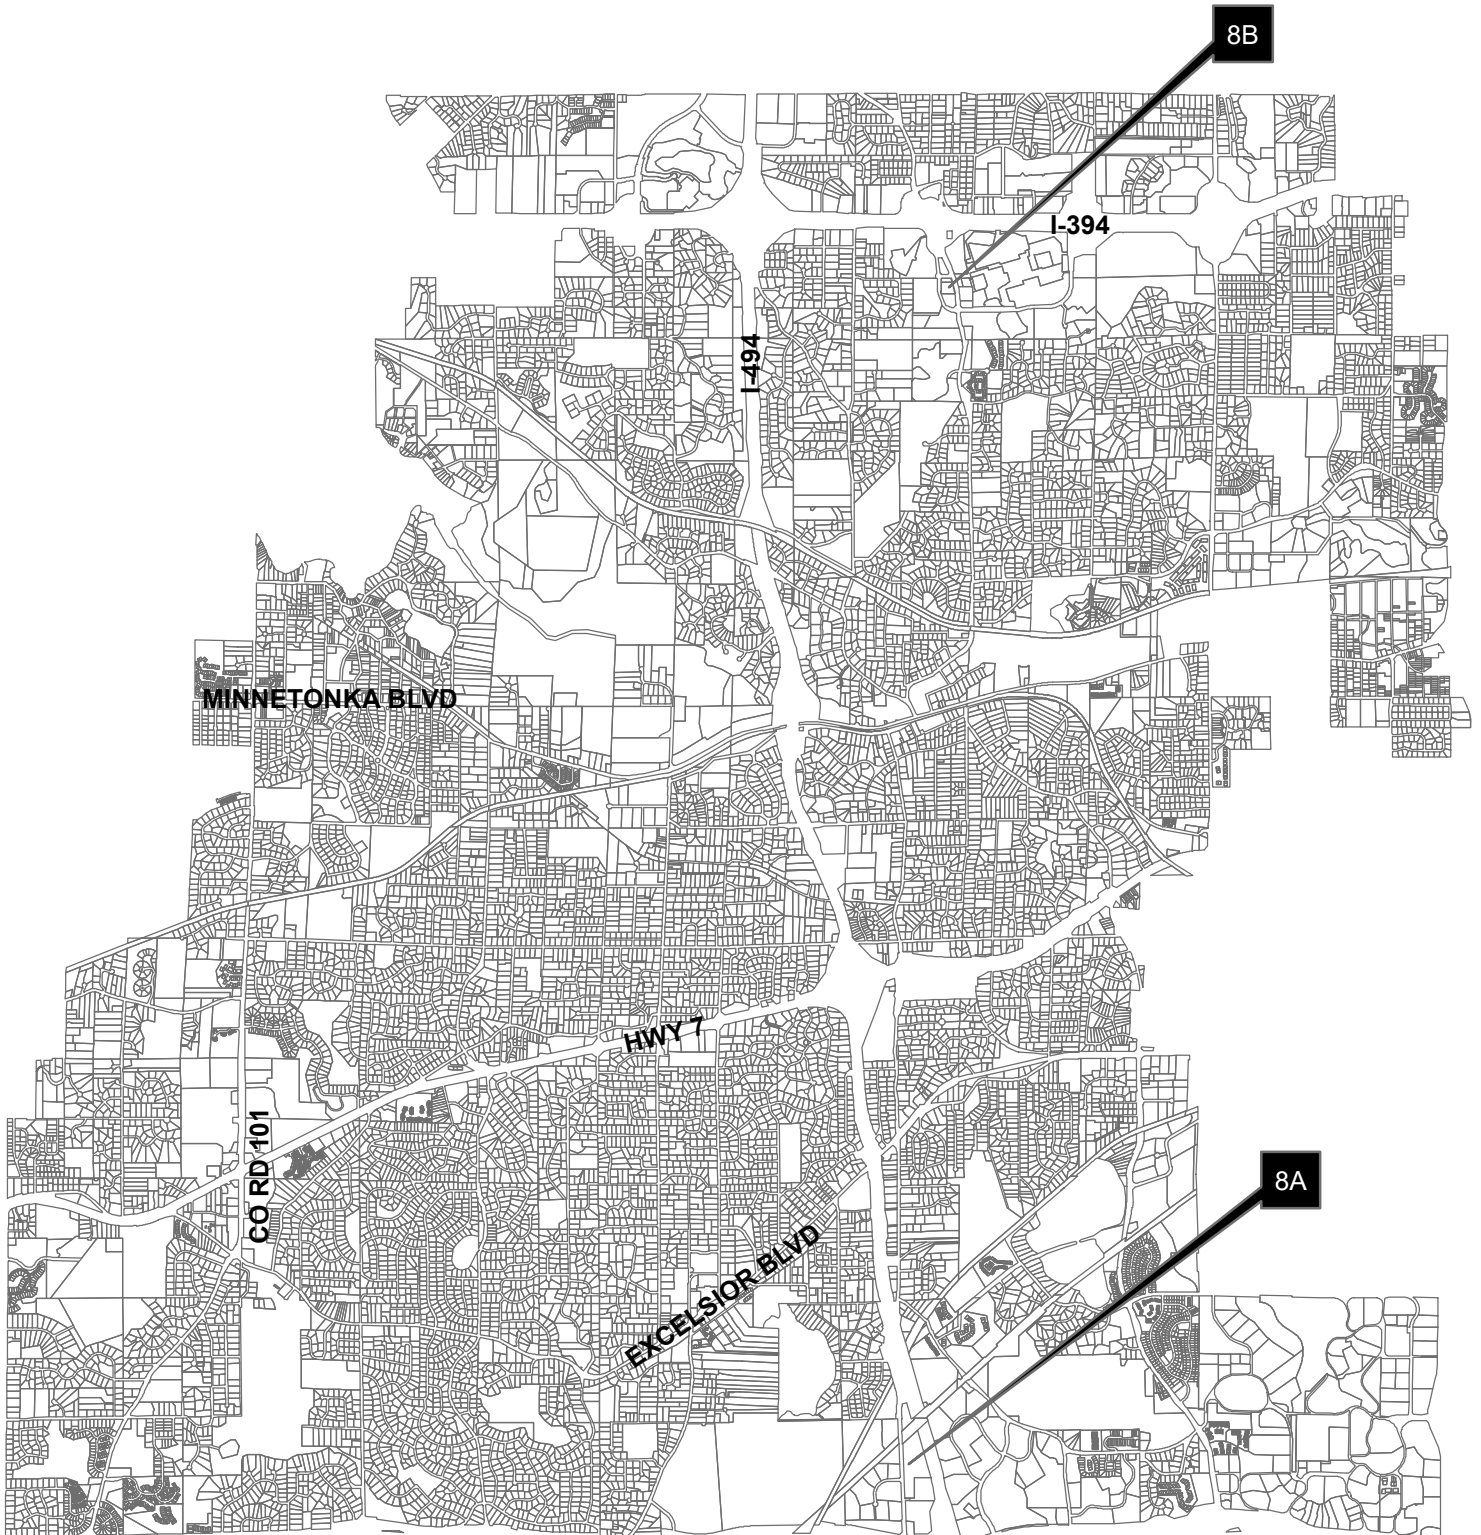 8B
I-394
I-494
MINNETONKA BLVD
HWY 7
CO RD 101
8A
EXCELSIOR BLVD